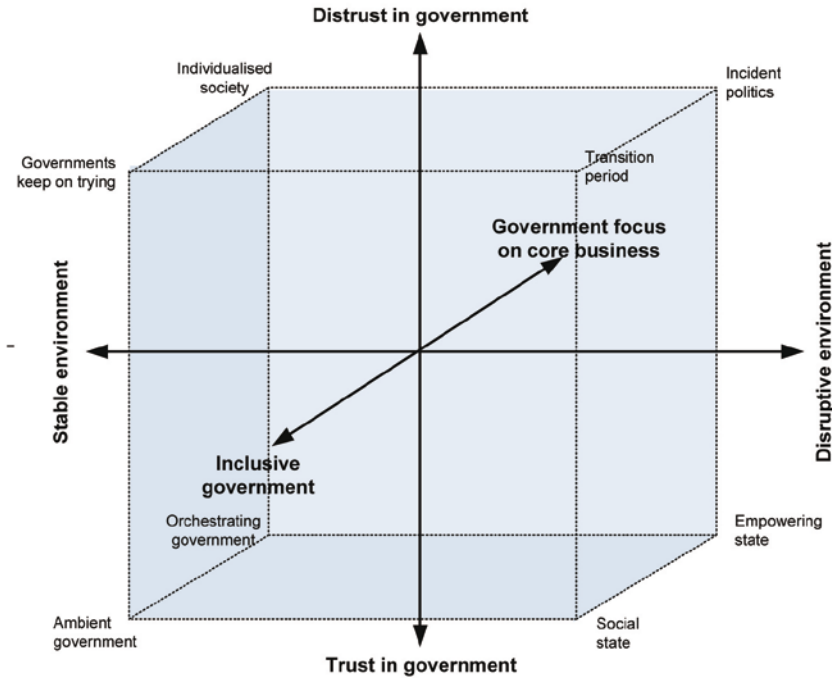 Distrust in government
Individualised
society
Incident
politics
Governments
keep on trying
Transition
period
Government focus
on core business
Stable environment
Disruptive environment
Inclusive
government
Orchestrating
government
Empowering
state
Ambient
government
Social
state
Trust in government